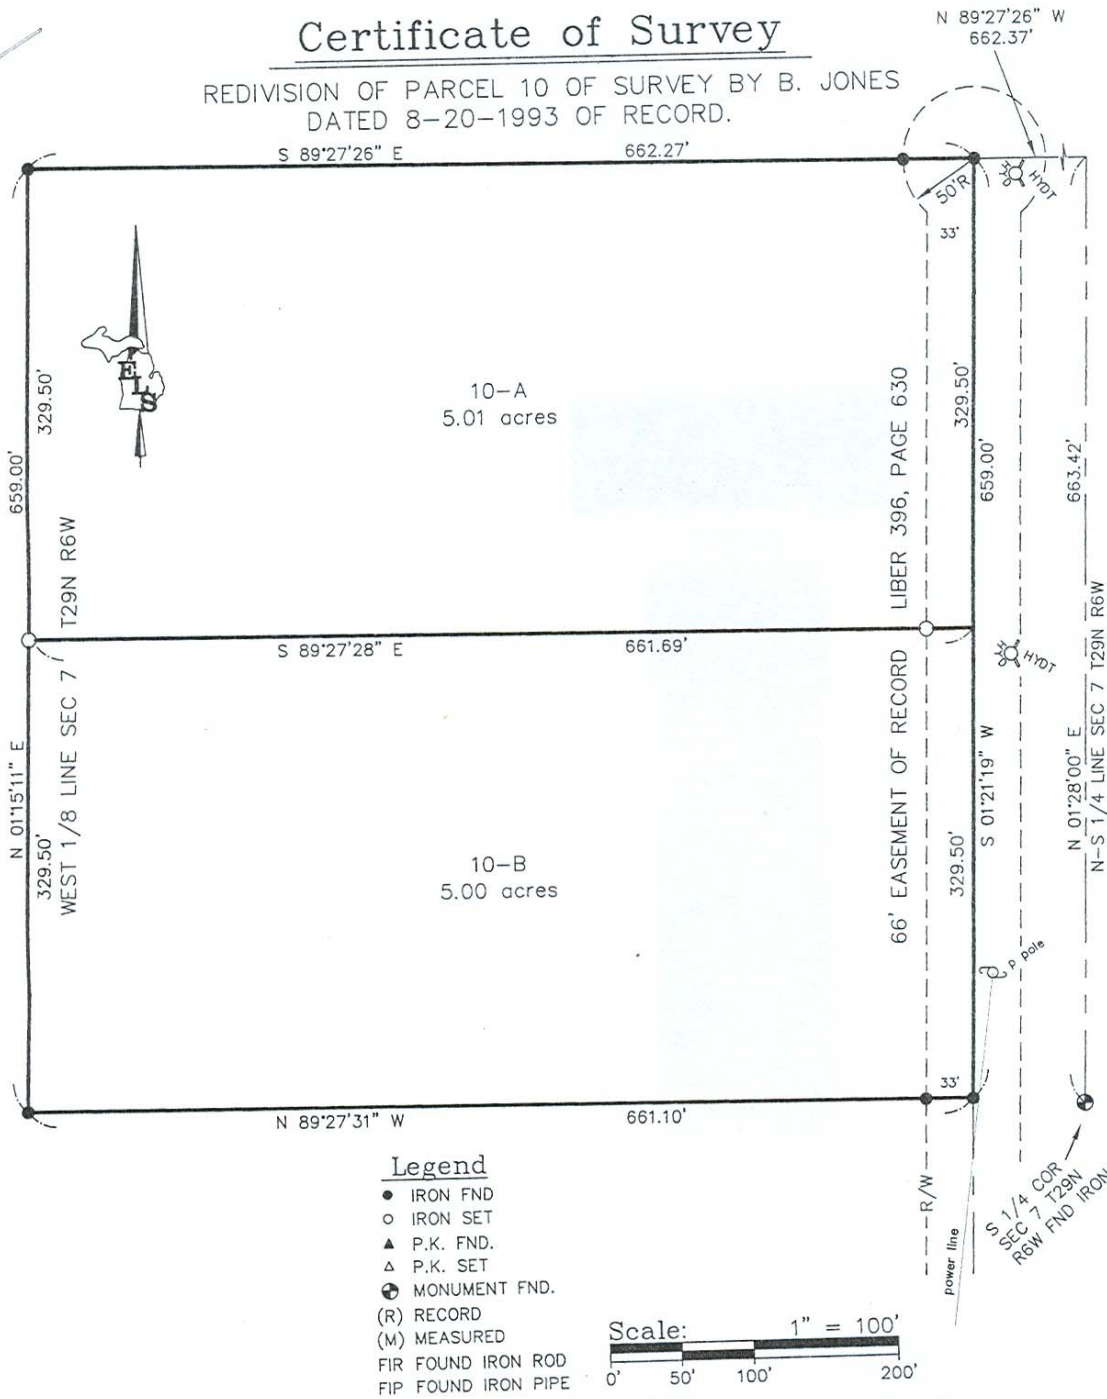 Certificate of Survey
N 89°27'26" W
662.37'
REDIVISION OF PARCEL 10 OF SURVEY BY B. JONES
DATED 8-20-1993 OF RECORD.
S 89°27'26" E
662.27'
50'R
HYDT
33'
ELS
329.50'
659.00'
10-A
5.01 acres
LIBER 396, PAGE 630
329.50'
659.00'
663.42'
T29N R6W
S 89°27'28" E
661.69'
HYDT
N 01°15'11" E
329.50'
WEST 1/8 LINE SEC 7
10-B
5.00 acres
66' EASEMENT OF RECORD
329.50'
S 01°21'19" W
N 01°28'00" E
N-S 1/4 LINE SEC 7 T29N R6W
p pole
33'
N 89°27'31" W
661.10'
R/W
power line
S 1/4 COR
SEC 7 T29N
R6W FND IRON
Legend
IRON FND
IRON SET
P.K. FND.
P.K. SET
MONUMENT FND.
(R) RECORD
(M) MEASURED
FIR FOUND IRON ROD
FIP FOUND IRON PIPE
Scale: 1" = 100'
0' 50' 100' 200'